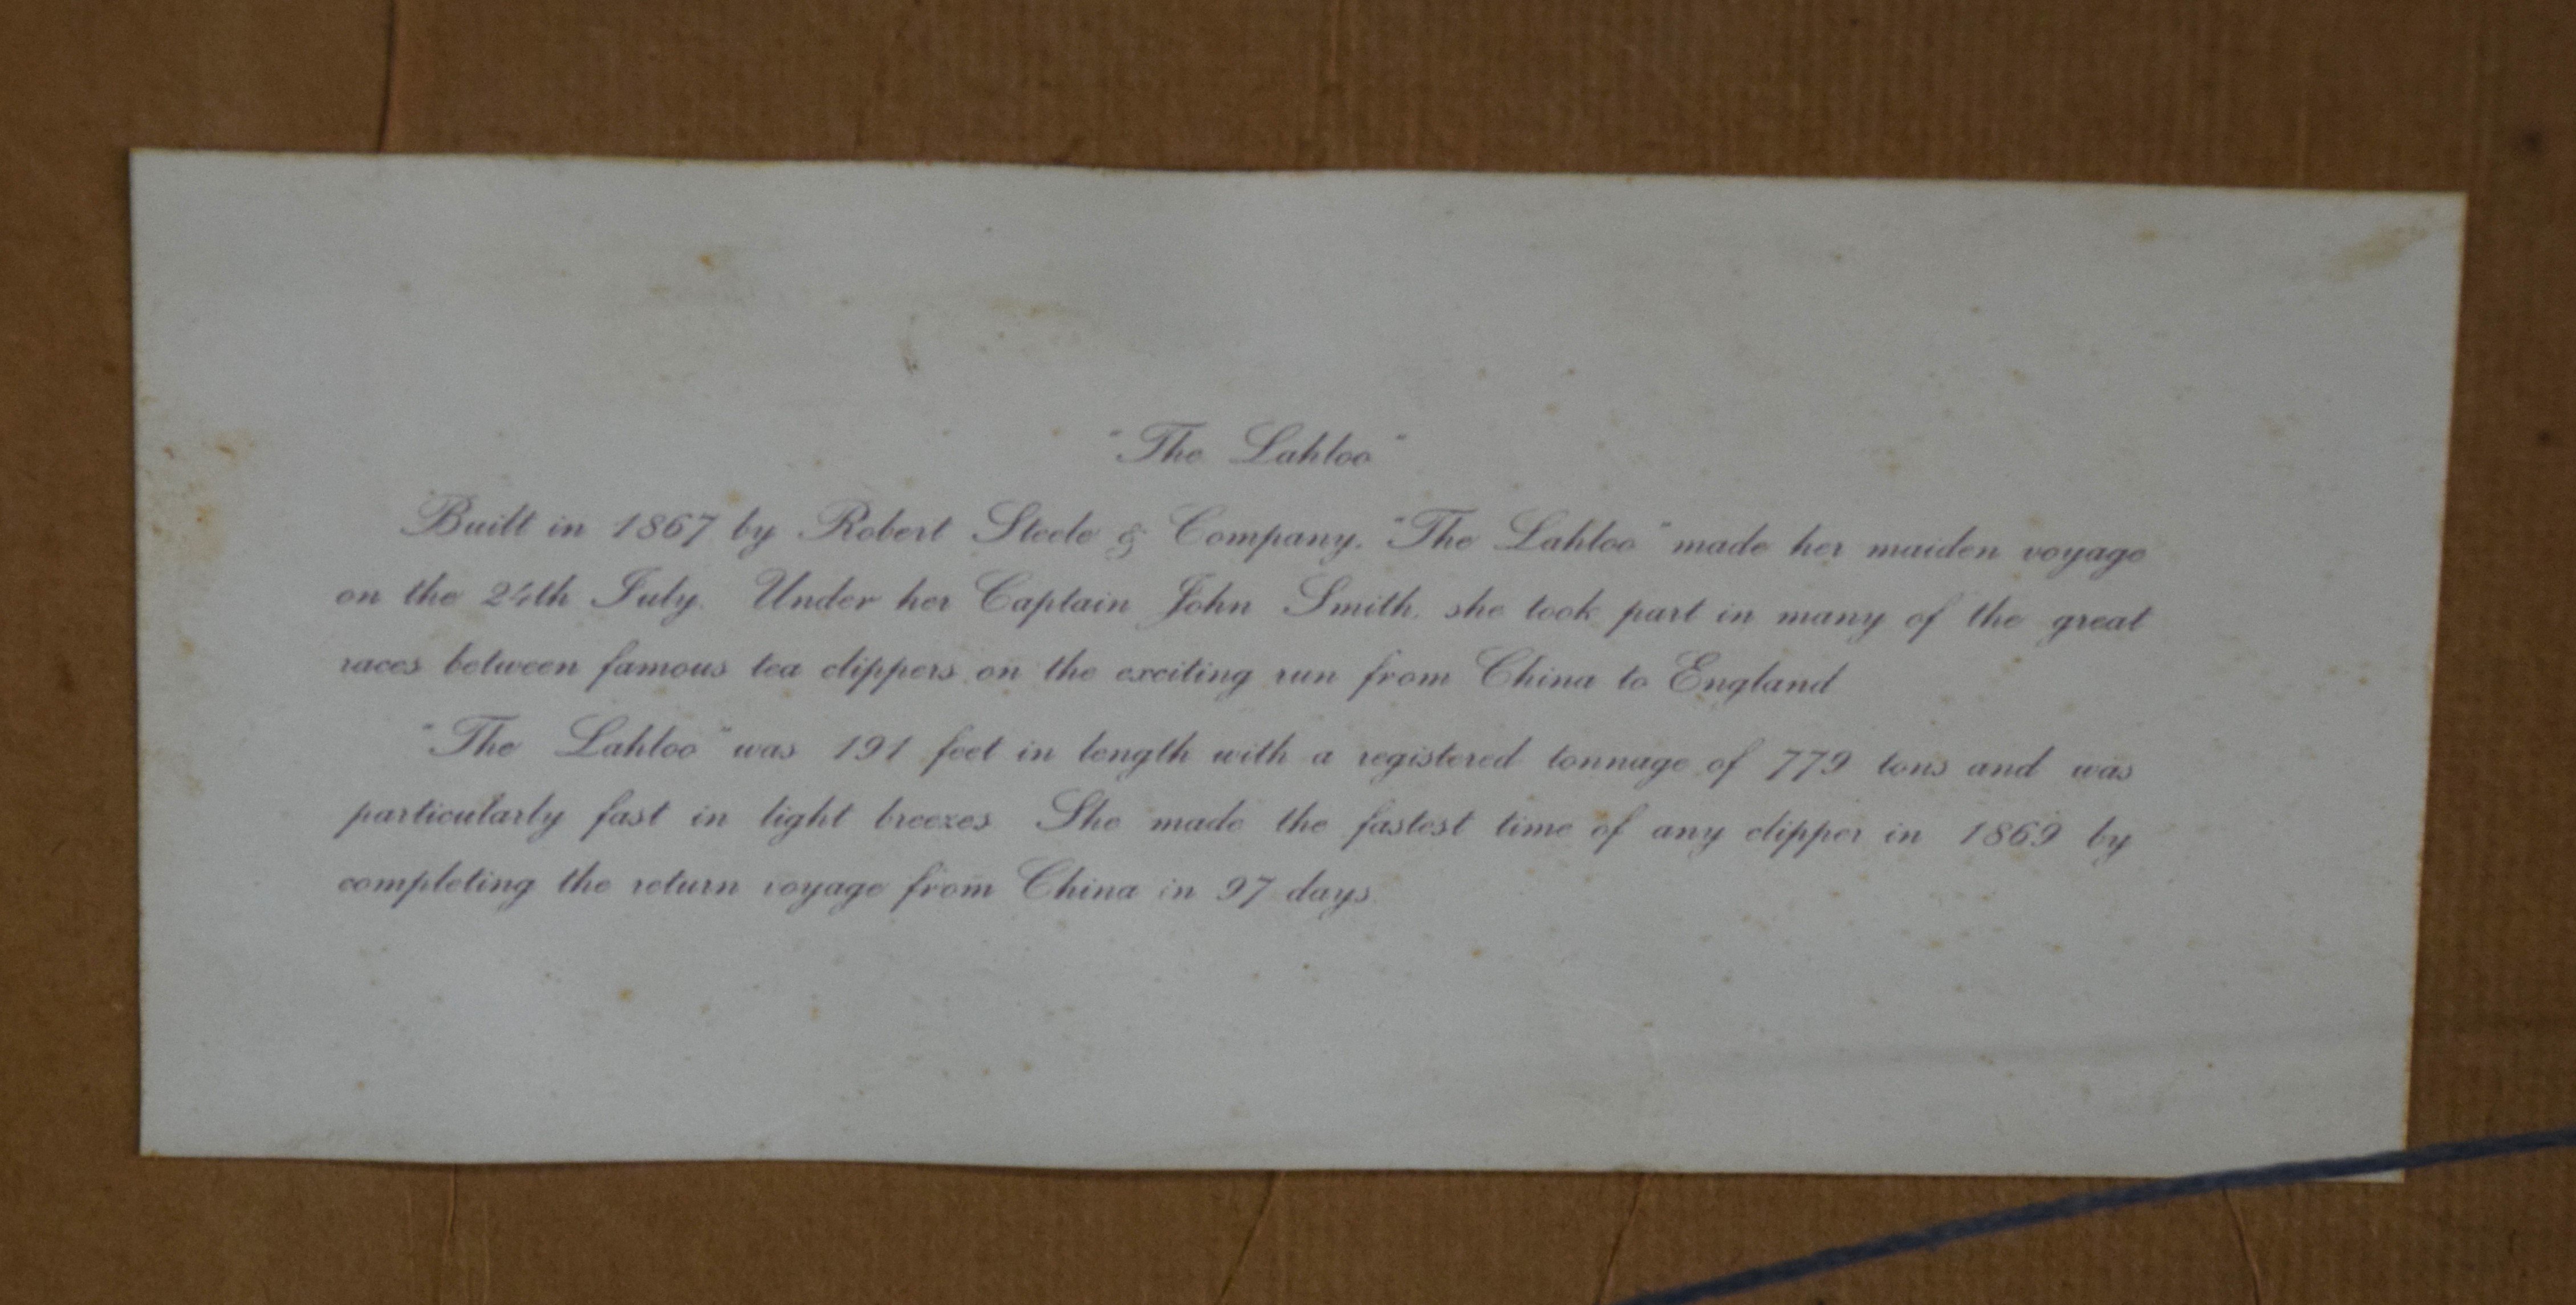 "The Lahloo"
Built in 1867 by Robert Steele & Company. "The Lahloo" made her maiden voyage
on the 24th July. Under her Captain John Smith, she took part in many of the great
races between famous tea clippers on the exciting run from China to England
"The Lahloo" was 191 feet in length with a registered tonnage of 779 tons and was
particularly fast in light breezes She made the fastest time of any clipper in 1869 by
completing the return voyage from China in 97 days